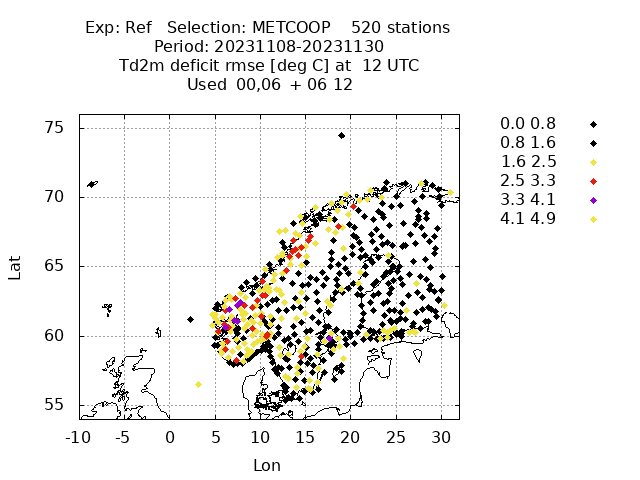 Exp: Ref Selection: METCOOP 520 stations
Period: 20231108-20231130
Td2m deficit rmse [deg C] at 12 UTC
Used 00,06 + 06 12
75
70
65
60
55
Lat
-10 -5 0 5 10 15 20 25 30
Lon
0.0 0.8
0.8 1.6
1.6 2.5
2.5 3.3
3.3 4.1
4.1 4.9